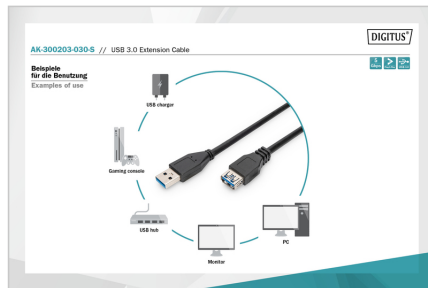 DIGITUS®
AK-300203-030-S // USB 3.0 Extension Cable
Beispiele
für die Benutzung
Examples of use
USB charger
Gaming console
USB hub
Monitor
PC